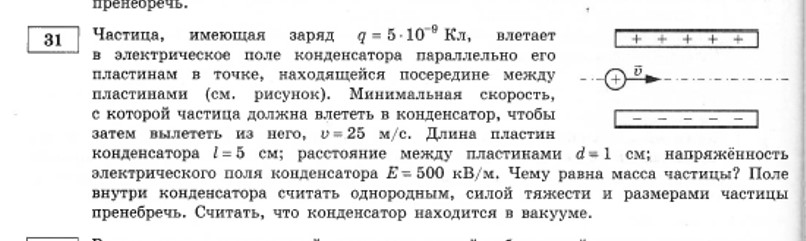 пренебречь.
31
Частица, имеющая заряд q = 5·10⁻⁹ Кл, влетает
в электрическое поле конденсатора параллельно его
пластинам в точке, находящейся посередине между
пластинами (см. рисунок). Минимальная скорость,
с которой частица должна влететь в конденсатор, чтобы
затем вылететь из него, υ = 25 м/с. Длина пластин
конденсатора l = 5 см; расстояние между пластинами d = 1 см; напряжённость
электрического поля конденсатора E = 500 кВ/м. Чему равна масса частицы? Поле
внутри конденсатора считать однородным, силой тяжести и размерами частицы
пренебречь. Считать, что конденсатор находится в вакууме.
+ + + + +
+ υ⃗
– – – – –